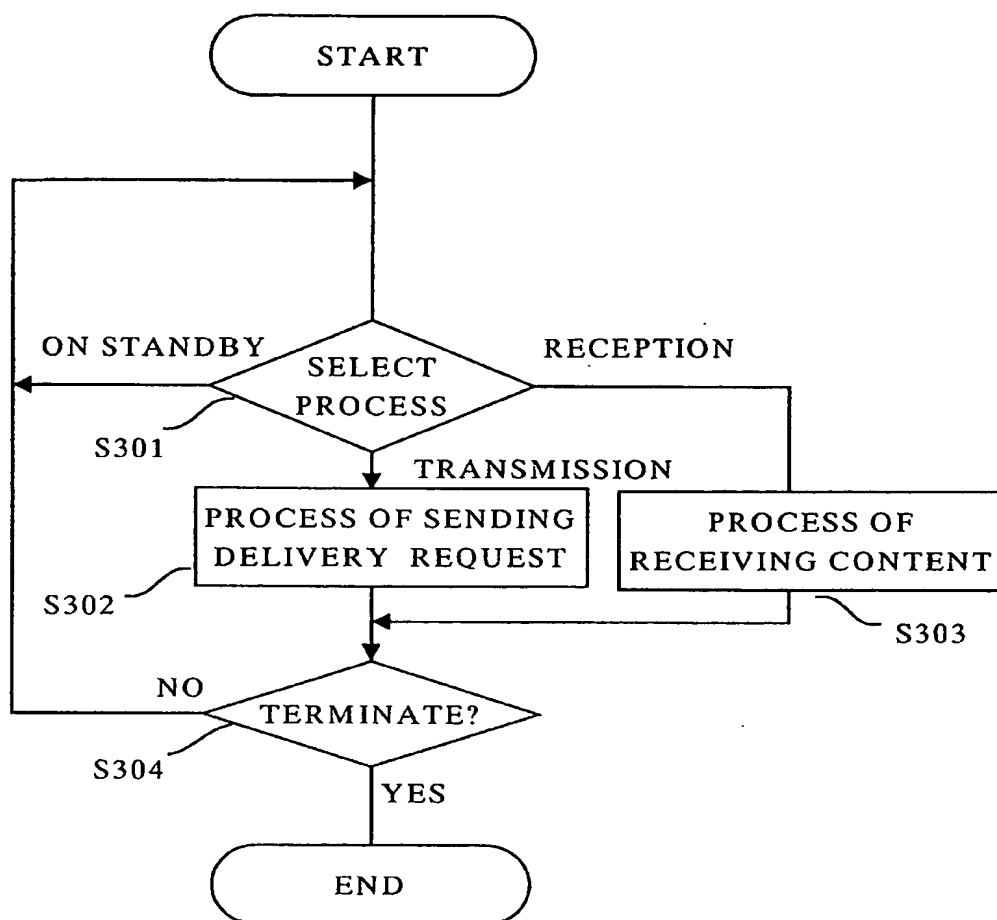 START
ON STANDBY
RECEPTION
SELECT
PROCESS
S301
TRANSMISSION
PROCESS OF SENDING
DELIVERY REQUEST
PROCESS OF
RECEIVING CONTENT
S302
S303
NO
TERMINATE?
S304
YES
END